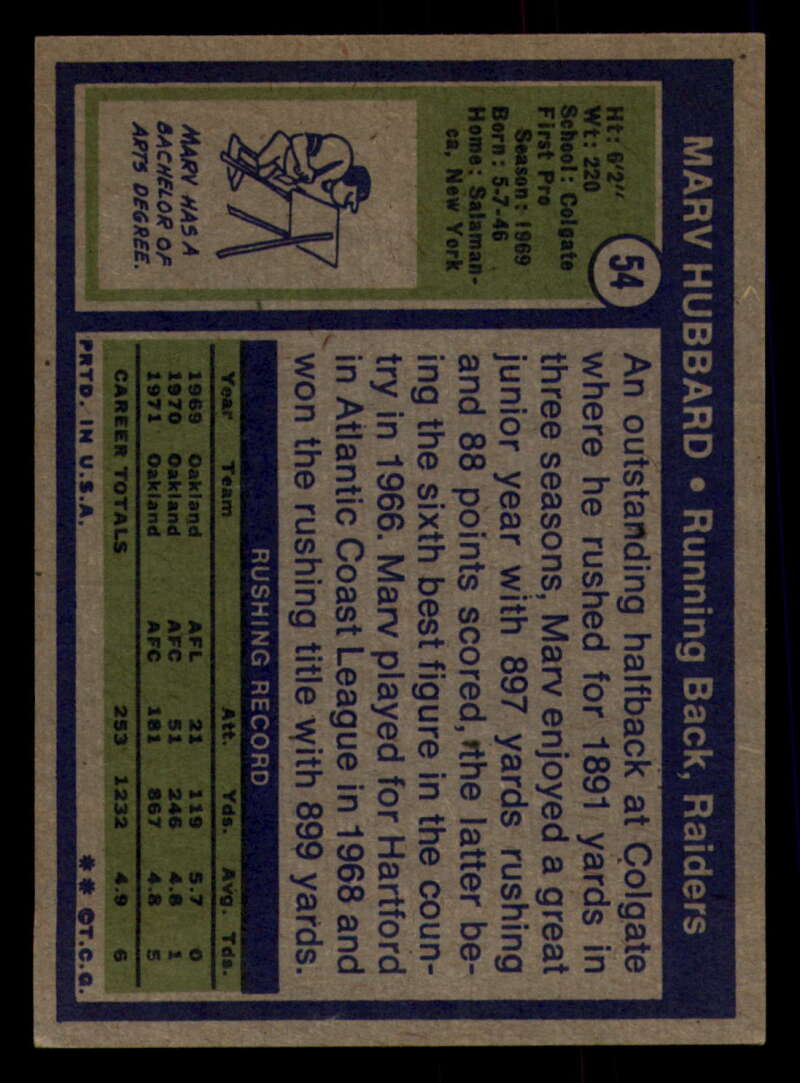 MARV HUBBARD • Running Back, Raiders
Ht: 6'2"
Wt: 220
School: Colgate
First Pro
Season: 1969
Born: 5-7-46
Home: Salaman-
ca, New York
54
MARV HAS A
BACHELOR OF
ARTS DEGREE.
An outstanding halfback at Colgate
where he rushed for 1891 yards in
three seasons, Marv enjoyed a great
junior year with 897 yards rushing
and 88 points scored, the latter be-
ing the sixth best figure in the coun-
try in 1966. Marv played for Hartford
in Atlantic Coast League in 1968 and
won the rushing title with 899 yards.
RUSHING RECORD
Year Team Att. Yds. Avg. Tds.
1969 Oakland AFL 21 119 5.7 0
1970 Oakland AFC 51 246 4.8 1
1971 Oakland AFC 181 867 4.8 5
CAREER TOTALS 253 1232 4.9 6
PRTD. IN U.S.A. ** ©T.C.G.